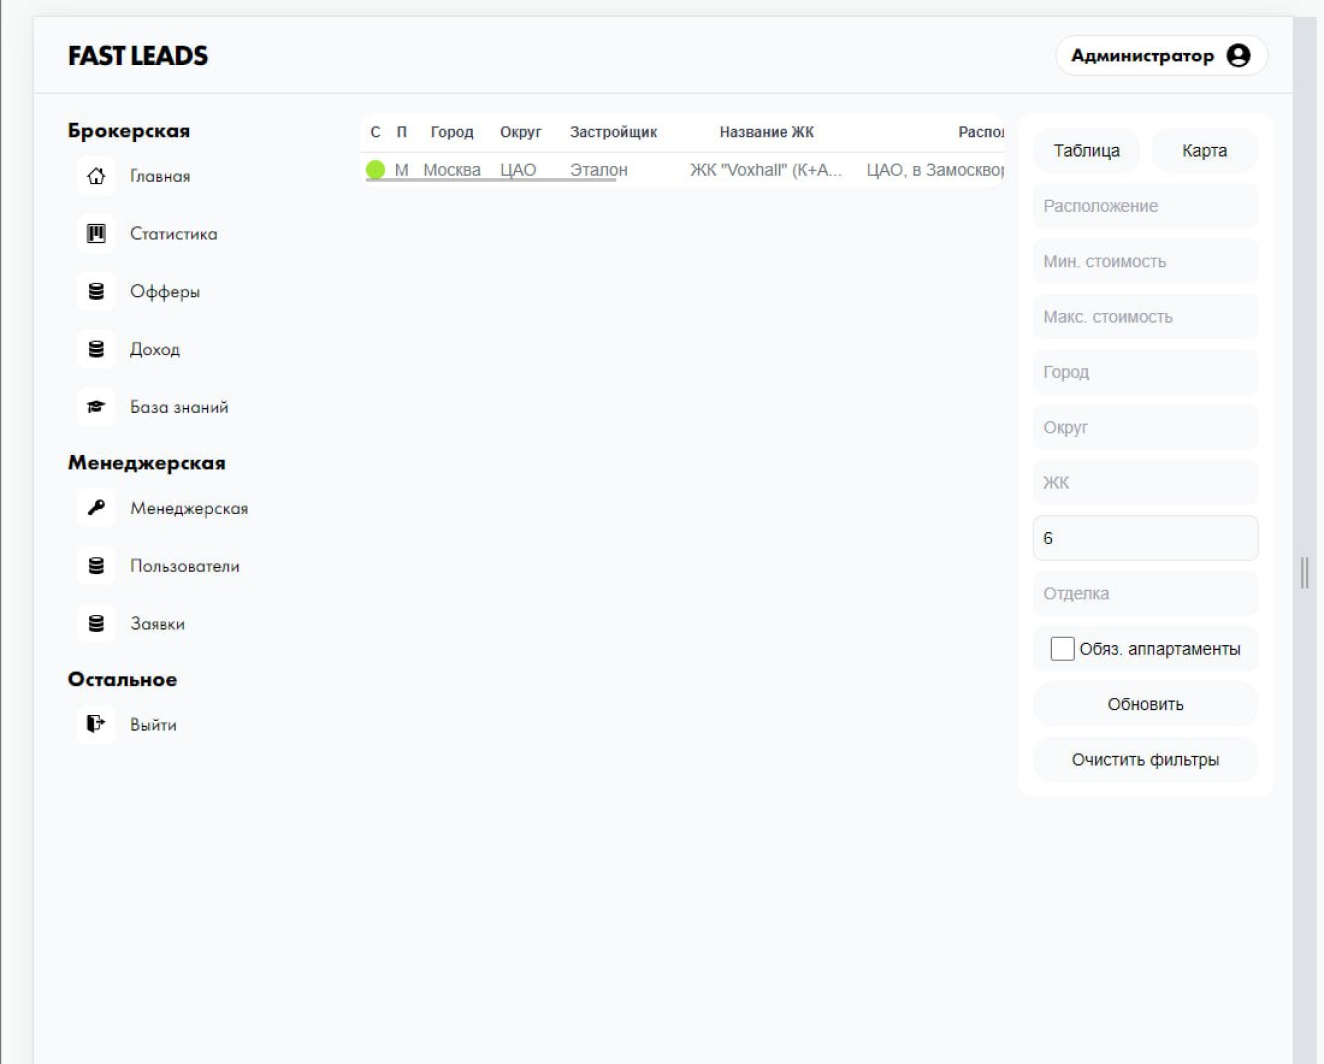 FAST LEADS
Администратор
Брокерская
Главная
Статистика
Офферы
Доход
База знаний
Менеджерская
Менеджерская
Пользователи
Заявки
Остальное
Выйти
С П Город Округ Застройщик Название ЖК Распол
М Москва ЦАО Эталон ЖК "Voxhall" (К+А... ЦАО, в Замосквор
Таблица Карта
Расположение
Мин. стоимость
Макс. стоимость
Город
Округ
ЖК
6
Отделка
Обяз. аппартаменты
Обновить
Очистить фильтры